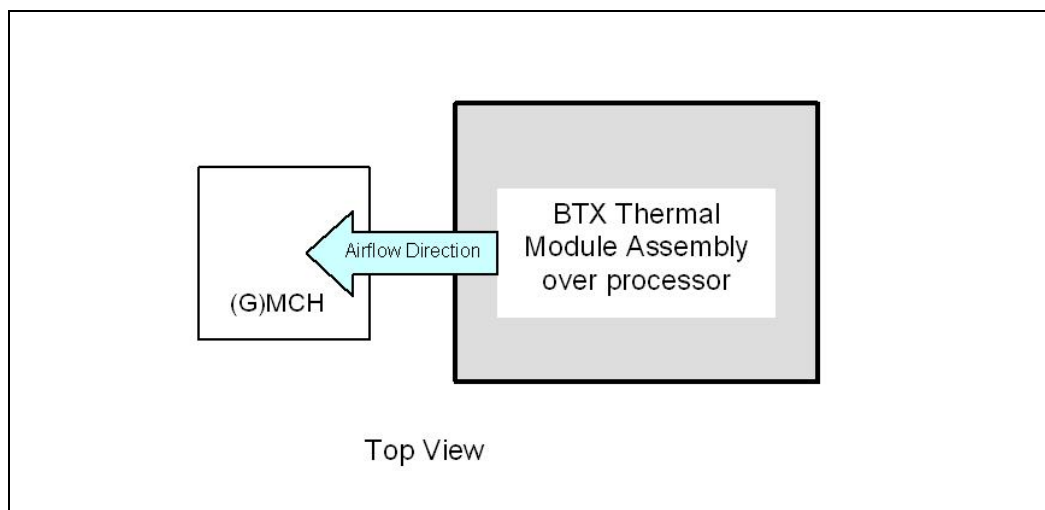 BTX Thermal
Module Assembly
over processor
Airflow Direction
(G)MCH
Top View